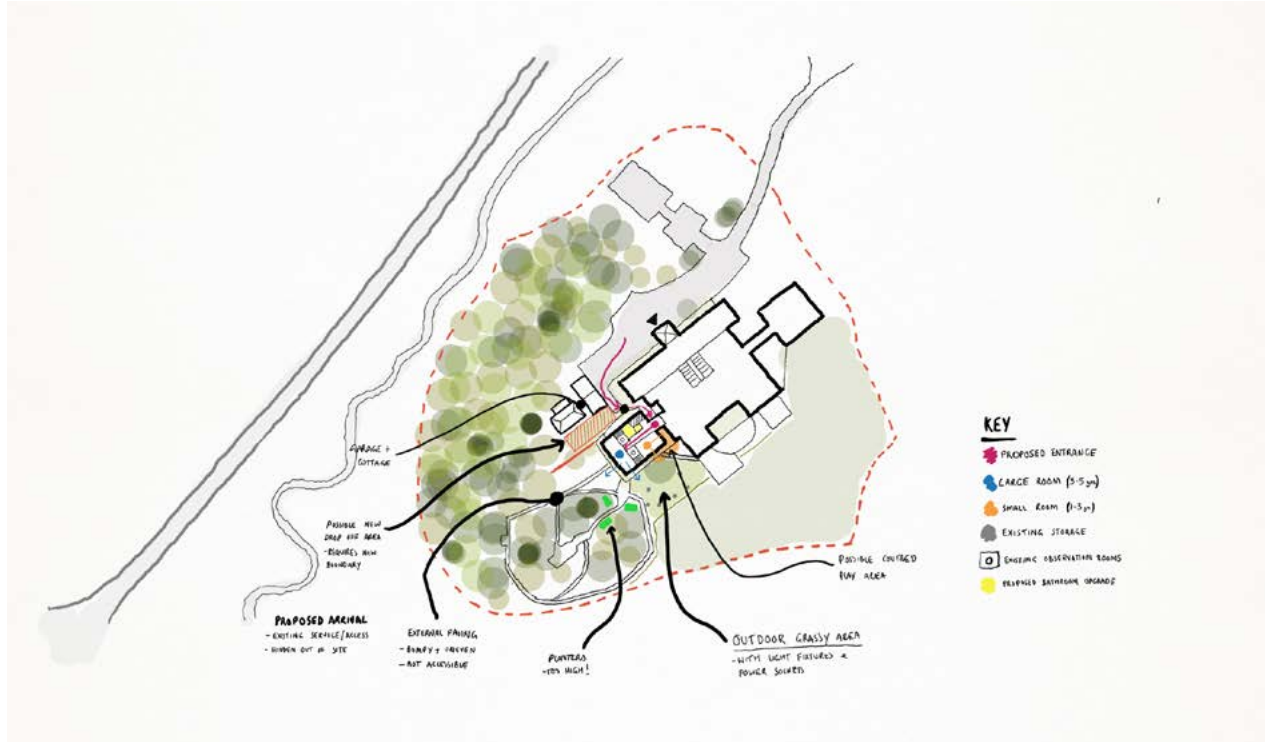 GARAGE +
COTTAGE
POSSIBLE NEW
DROP OFF AREA
- REQUIRES NEW
BOUNDARY
PROPOSED ARRIVAL
- EXISTING SERVICE/ACCESS
- HIDDEN OUT OF SITE
EXTERNAL PAVING
- BUMPY + UNEVEN
- NOT ACCESSIBLE
PLANTERS
- TOO HIGH!
OUTDOOR GRASSY AREA
- WITH LIGHT FIXTURES +
POWER SOCKETS
POSSIBLE COVERED
PLAY AREA
KEY
PROPOSED ENTRANCE
LARGE ROOM (3-5 yrs)
SMALL ROOM (1-3 yr)
EXISTING STORAGE
EXISTING OBSERVATION ROOMS
PROPOSED BATHROOM UPGRADE